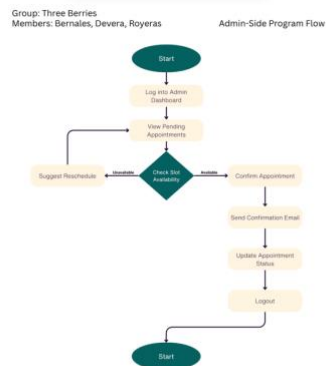 Group: Three Berries
Members: Bernales, Devera, Royeras
Admin-Side Program Flow
Start
Log into Admin
Dashboard
View Pending
Appointments
Check Slot
Availability
Unavailable
Available
Suggest Reschedule
Confirm Appointment
Send Confirmation Email
Update Appointment
Status
Logout
Start